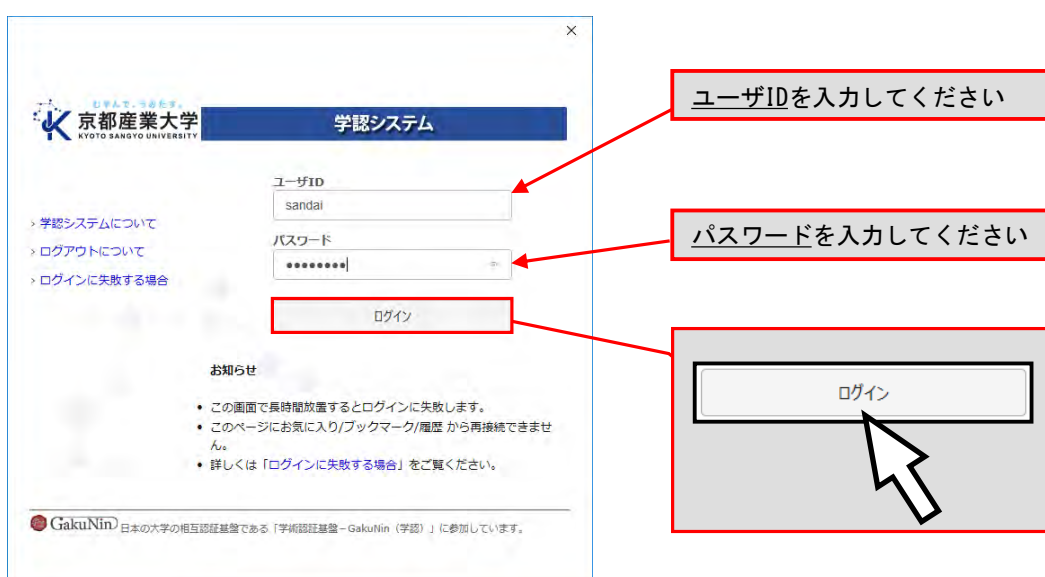 ×
むすんで、うみだす。
京都産業大学
KYOTO SANGYO UNIVERSITY
学認システム
ユーザIDを入力してください
ユーザID
sandai
› 学認システムについて
› ログアウトについて
› ログインに失敗する場合
パスワード
●●●●●●●●
パスワードを入力してください
ログイン
ログイン
お知らせ
• この画面で長時間放置するとログインに失敗します。
• このページにお気に入り/ブックマーク/履歴 から再接続できませ
ん。
• 詳しくは「ログインに失敗する場合」をご覧ください。
GakuNin 日本の大学の相互認証基盤である「学術認証基盤－GakuNin（学認）」に参加しています。